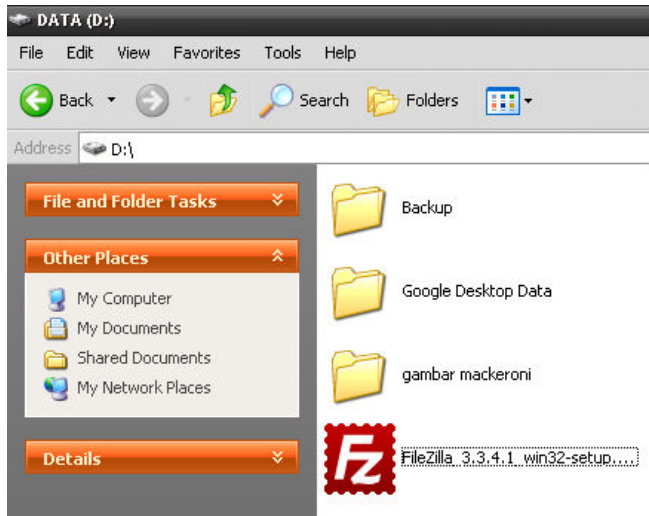 DATA (D:)
File Edit View Favorites Tools Help
Back Search Folders
Address D:\
File and Folder Tasks
Other Places
My Computer
My Documents
Shared Documents
My Network Places
Details
Backup
Google Desktop Data
gambar mackeroni
Fz
FileZilla_3.3.4.1_win32-setup....